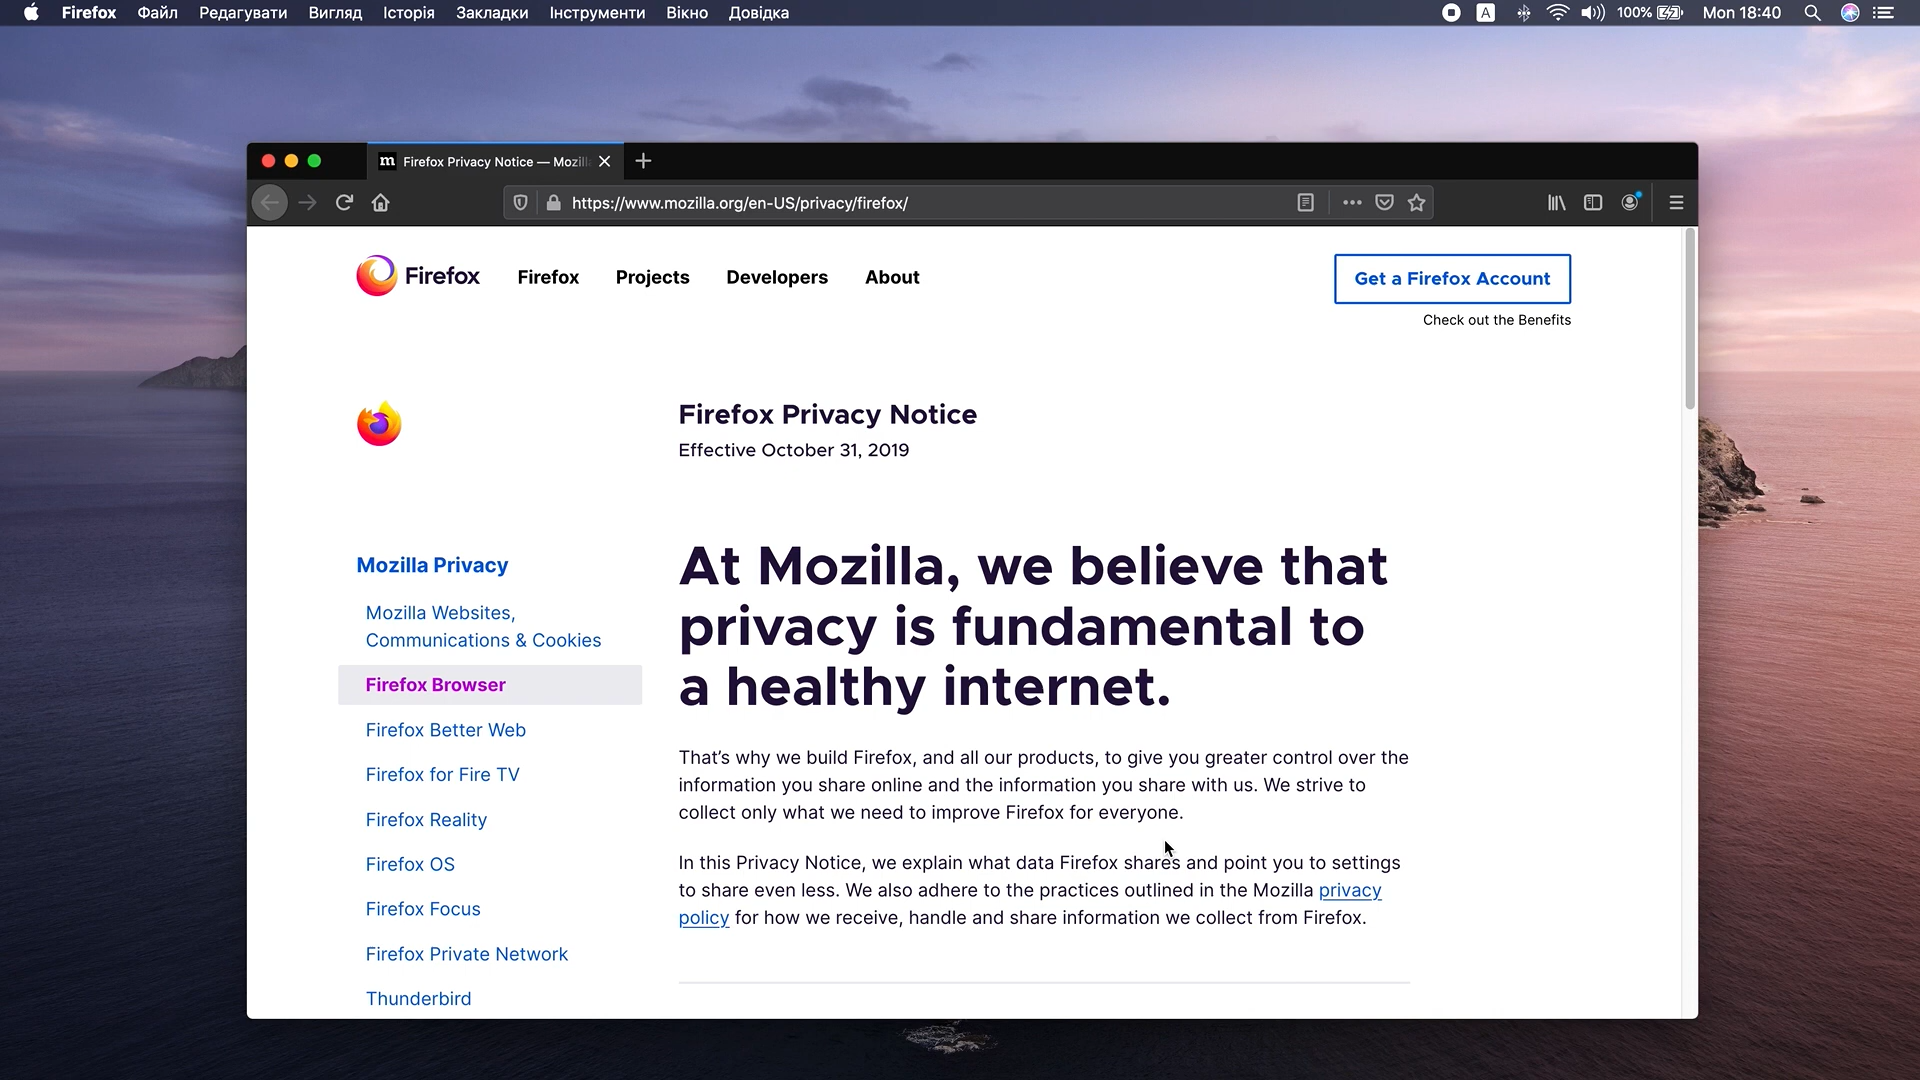 Firefox Файл Редагувати Вигляд Історія Закладки Інструменти Вікно Довідка A 100% Mon 18:40
Firefox Privacy Notice — Mozill
https://www.mozilla.org/en-US/privacy/firefox/
Firefox Firefox Projects Developers About Get a Firefox Account
Check out the Benefits
Firefox Privacy Notice
Effective October 31, 2019
Mozilla Privacy
Mozilla Websites,
Communications & Cookies
Firefox Browser
Firefox Better Web
Firefox for Fire TV
Firefox Reality
Firefox OS
Firefox Focus
Firefox Private Network
Thunderbird
At Mozilla, we believe that
privacy is fundamental to
a healthy internet.
That’s why we build Firefox, and all our products, to give you greater control over the
information you share online and the information you share with us. We strive to
collect only what we need to improve Firefox for everyone.
In this Privacy Notice, we explain what data Firefox shares and point you to settings
to share even less. We also adhere to the practices outlined in the Mozilla privacy
policy for how we receive, handle and share information we collect from Firefox.